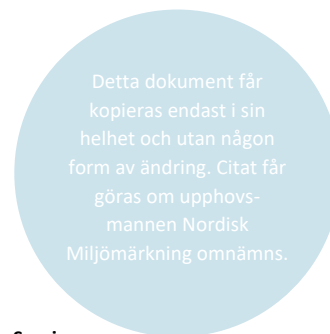 Detta dokument får
kopieras endast i sin
helhet och utan någon
form av ändring. Citat får
göras om upphovs-
mannen Nordisk
Miljömärkning omnämns.